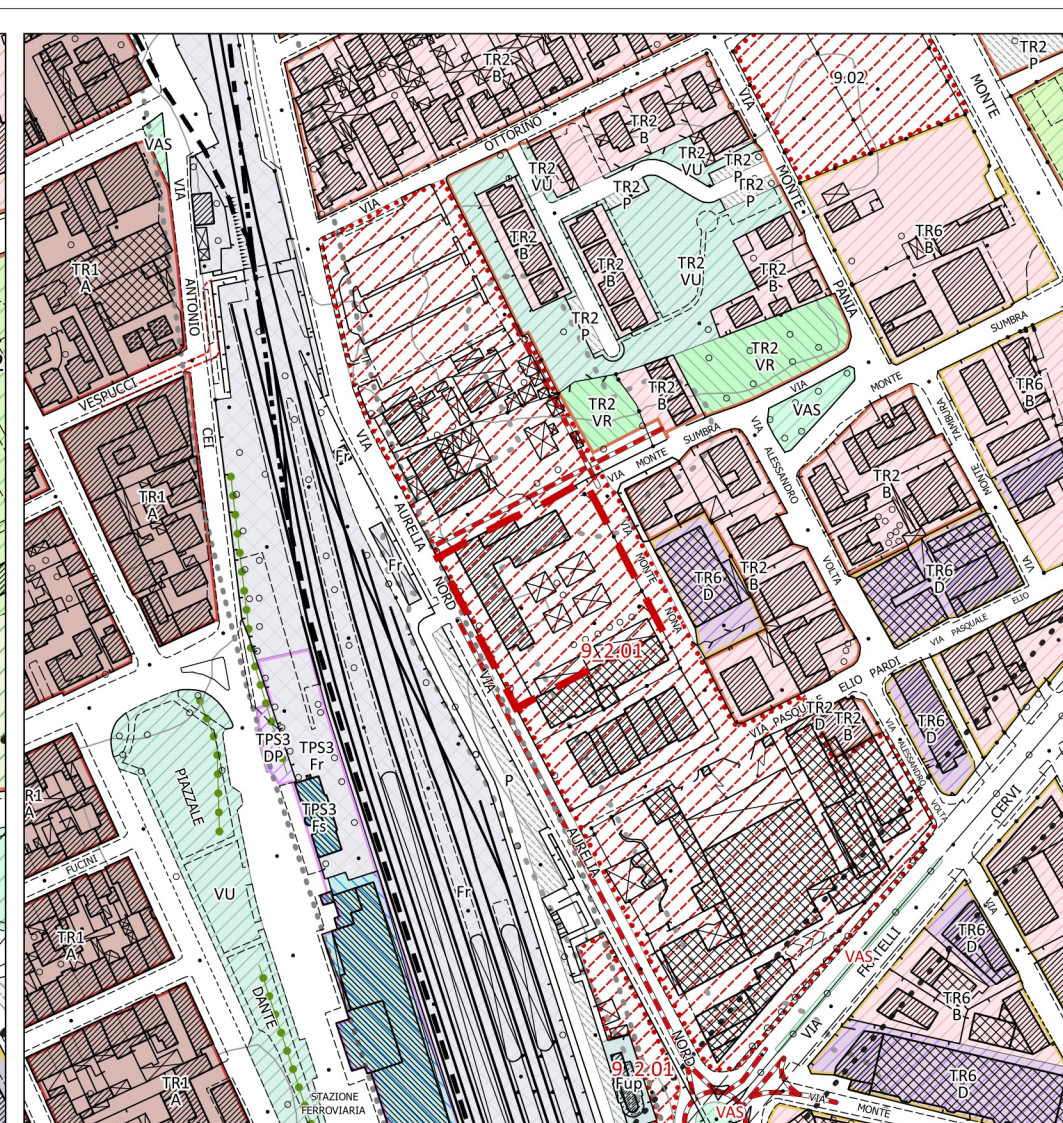 TR2
B
9.02
TR2
P
MONTE
VIA
OTTORINO
TR2
B
VAS
VIA
TR2
VU
TR2
VU
TR2
P
TR2
P
TR2
P
MONTE
VIA
TR2
B
TR6
B
TR1
A
ANTONIO
TR2
B
TR2
VU
TR2
B
PANIA
TR2
P
SUMBRA
VESPUCCI
TR2
VR
VIA
MONTE
TR6
B
TR2
B
TR2
VR
VAS
TAMBURA
CEI
VIA
SUMBRA
VIA
ALESSANDRO
Fr
VIA MONTE
TR2
B
MONTE
TR1
A
AURELIA
VIA
MONTE
NONA
VOLTA
VIA
Fr
NORD
TR6
D
TR2
B
TR6
D
ELIO
VIA PASQUALE
9_2.01
VIA
PARDI
ELIO
VIA PASQUALE
TR2
D
TR2
B
TR6
D
VIA ALESSANDRO
VOLTA
TPS3
DP
TPS3
Fr
P
PIAZZALE
TPS3
Fs
CERVI
R1
A
AURELIA
FUCINI
VU
Fr
VIA
TR1
A
TR6
D
FRATELLI
VAS
DANTE
TR6
B
VIA
NORD
TR1
A
9_2.01
Fup
TR6
D
STAZIONE
FERROVIARIA
VAS
VIA
MONTE